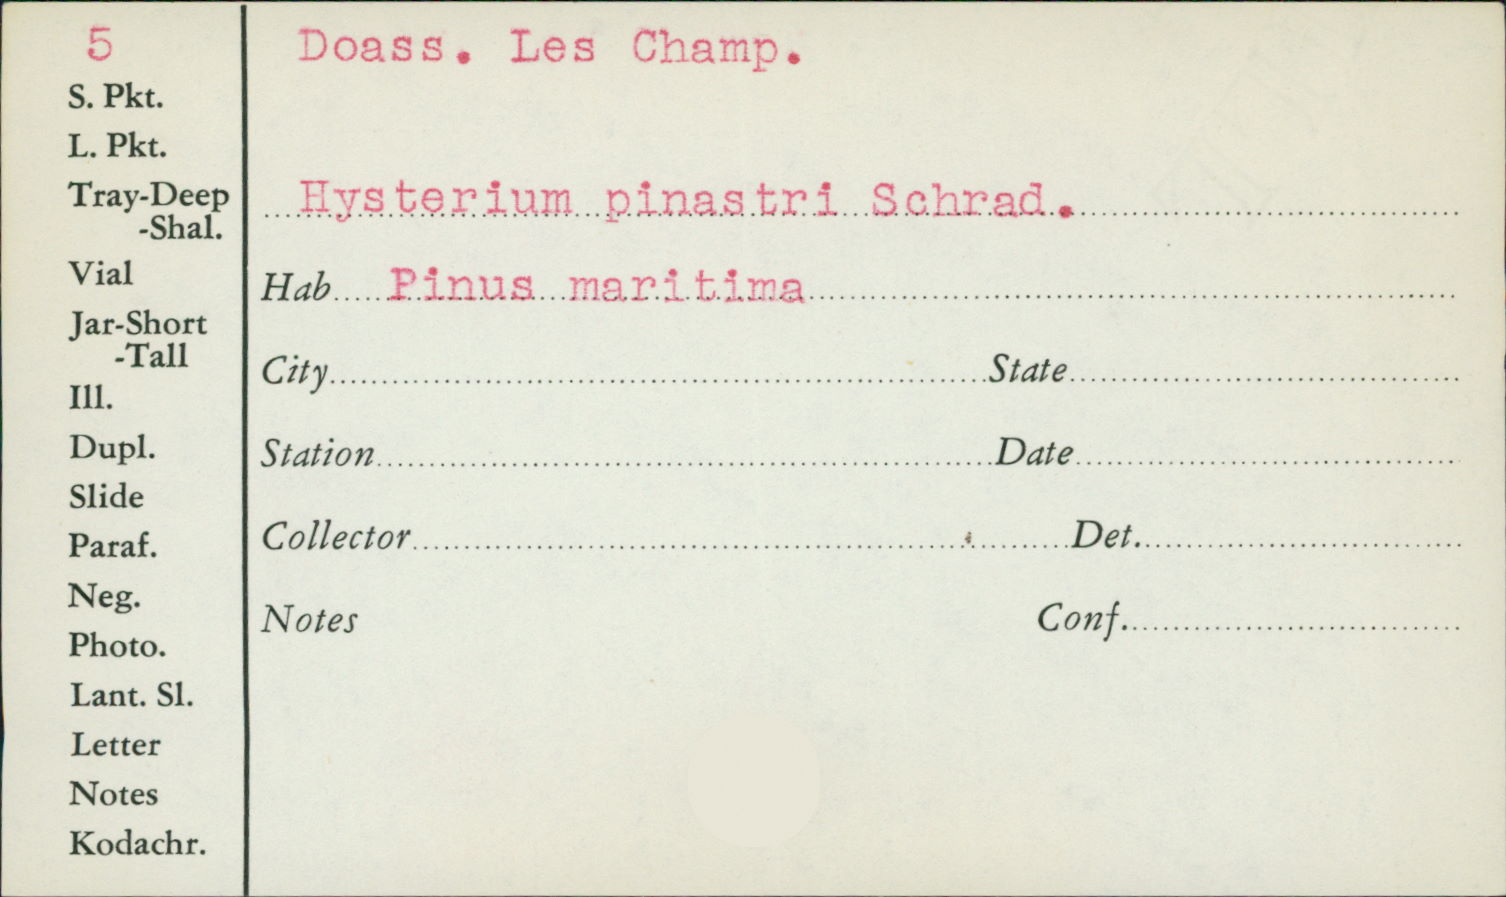 5
S. Pkt.
L. Pkt.
Tray-Deep
-Shal.
Vial
Jar-Short
-Tall
Ill.
Dupl.
Slide
Paraf.
Neg.
Photo.
Lant. Sl.
Letter
Notes
Kodachr.
Doass. Les Champ.
Hysterium pinastri Schrad.
Hab. Pinus maritima
City State
Station Date
Collector Det.
Notes Conf.